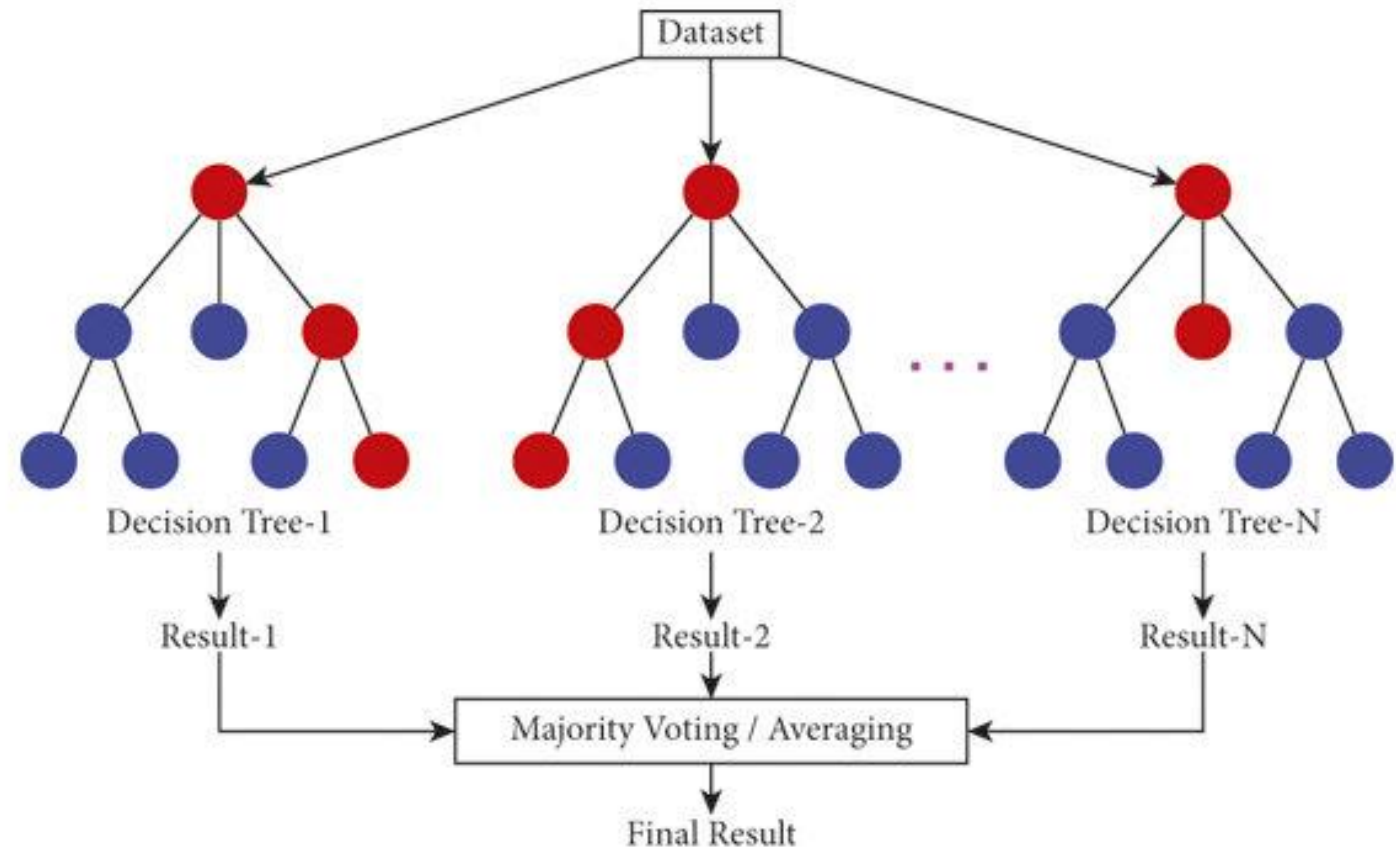 Dataset
Decision Tree-1
Decision Tree-2
Decision Tree-N
Result-1
Result-2
Result-N
Majority Voting / Averaging
Final Result